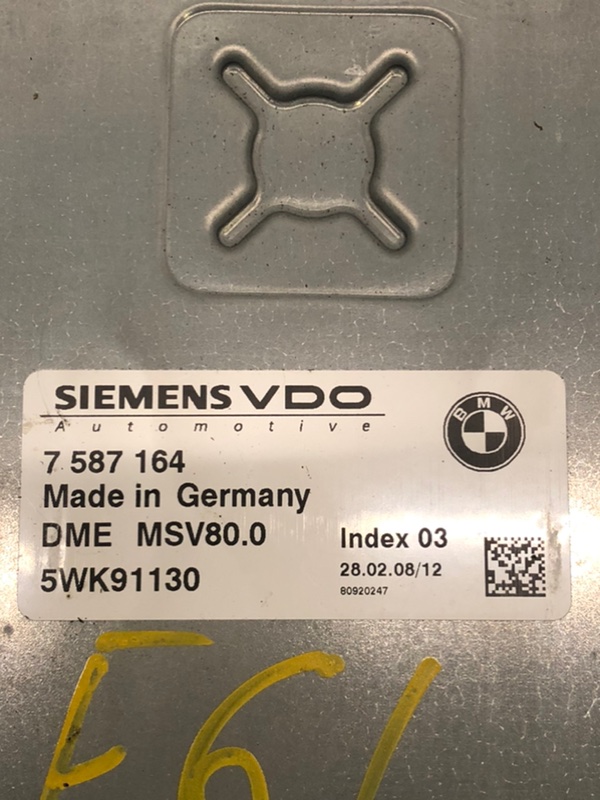 SIEMENS VDO
Automotive
BMW
7 587 164
Made in Germany
DME MSV80.0
Index 03
5WK91130
28.02.08/12
80920247
E61